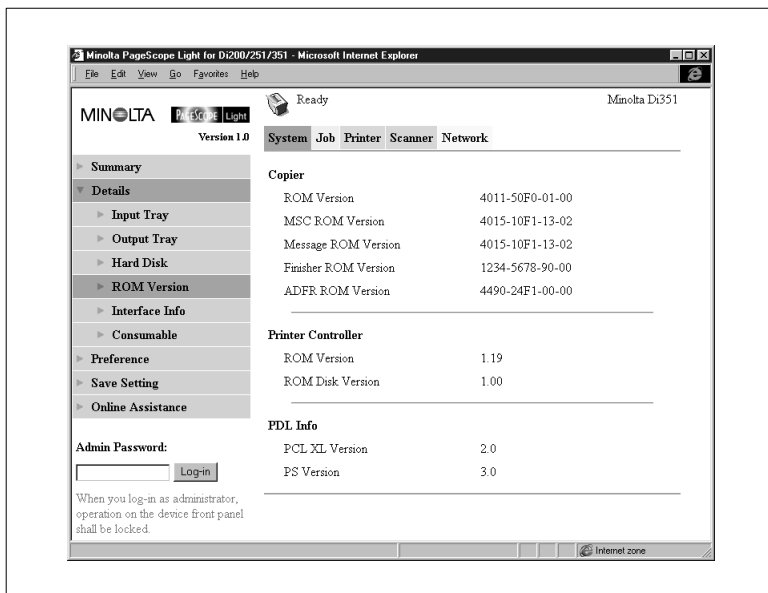 Minolta PageScope Light for Di200/251/351 - Microsoft Internet Explorer
File Edit View Go Favorites Help
MINOLTA PAGESCOPE Light
Version 1.0
Ready
Minolta Di351
System Job Printer Scanner Network
Summary
Details
Input Tray
Output Tray
Hard Disk
ROM Version
Interface Info
Consumable
Preference
Save Setting
Online Assistance
Admin Password:
Log-in
When you log-in as administrator,
operation on the device front panel
shall be locked.
Copier
ROM Version 4011-50F0-01-00
MSC ROM Version 4015-10F1-13-02
Message ROM Version 4015-10F1-13-02
Finisher ROM Version 1234-5678-90-00
ADFR ROM Version 4490-24F1-00-00
Printer Controller
ROM Version 1.19
ROM Disk Version 1.00
PDL Info
PCL XL Version 2.0
PS Version 3.0
Internet zone